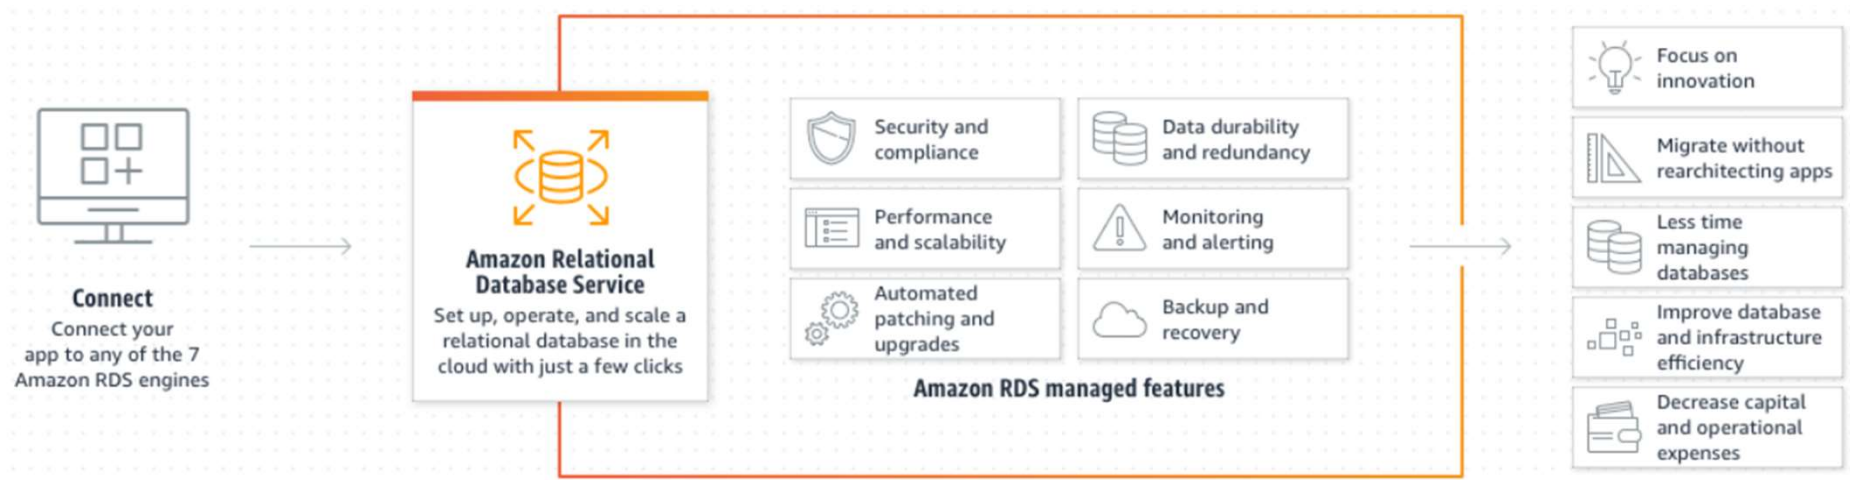 Connect
Connect your
app to any of the 7
Amazon RDS engines
Amazon Relational
Database Service
Set up, operate, and scale a
relational database in the
cloud with just a few clicks
Security and
compliance
Data durability
and redundancy
Performance
and scalability
Monitoring
and alerting
Automated
patching and
upgrades
Backup and
recovery
Amazon RDS managed features
Focus on
innovation
Migrate without
rearchitecting apps
Less time
managing
databases
Improve database
and infrastructure
efficiency
Decrease capital
and operational
expenses